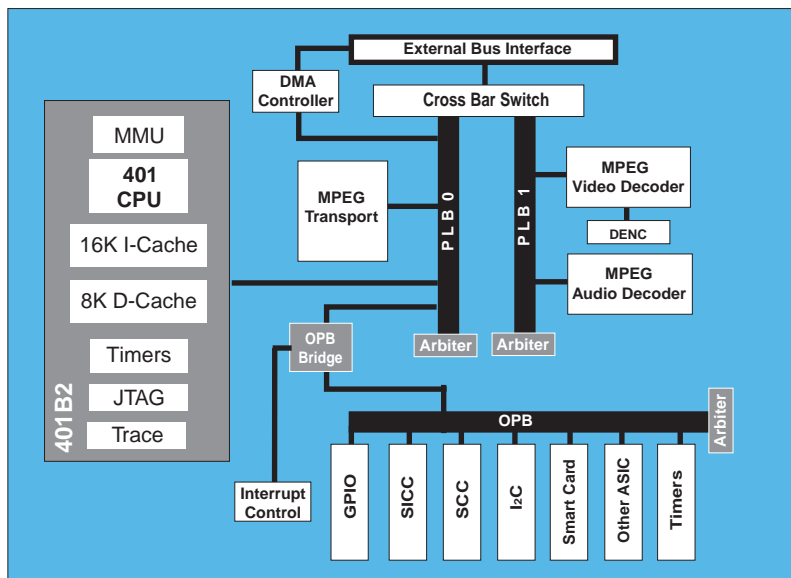 External Bus Interface
DMA
Controller
Cross Bar Switch
MMU
401
CPU
16K I-Cache
8K D-Cache
Timers
JTAG
Trace
401B2
MPEG
Transport
PLB 0
PLB 1
MPEG
Video Decoder
DENC
MPEG
Audio Decoder
Arbiter
Arbiter
OPB
Bridge
OPB
Arbiter
Interrupt
Control
GPIO
SICC
SCC
I2C
Smart Card
Other ASIC
Timers